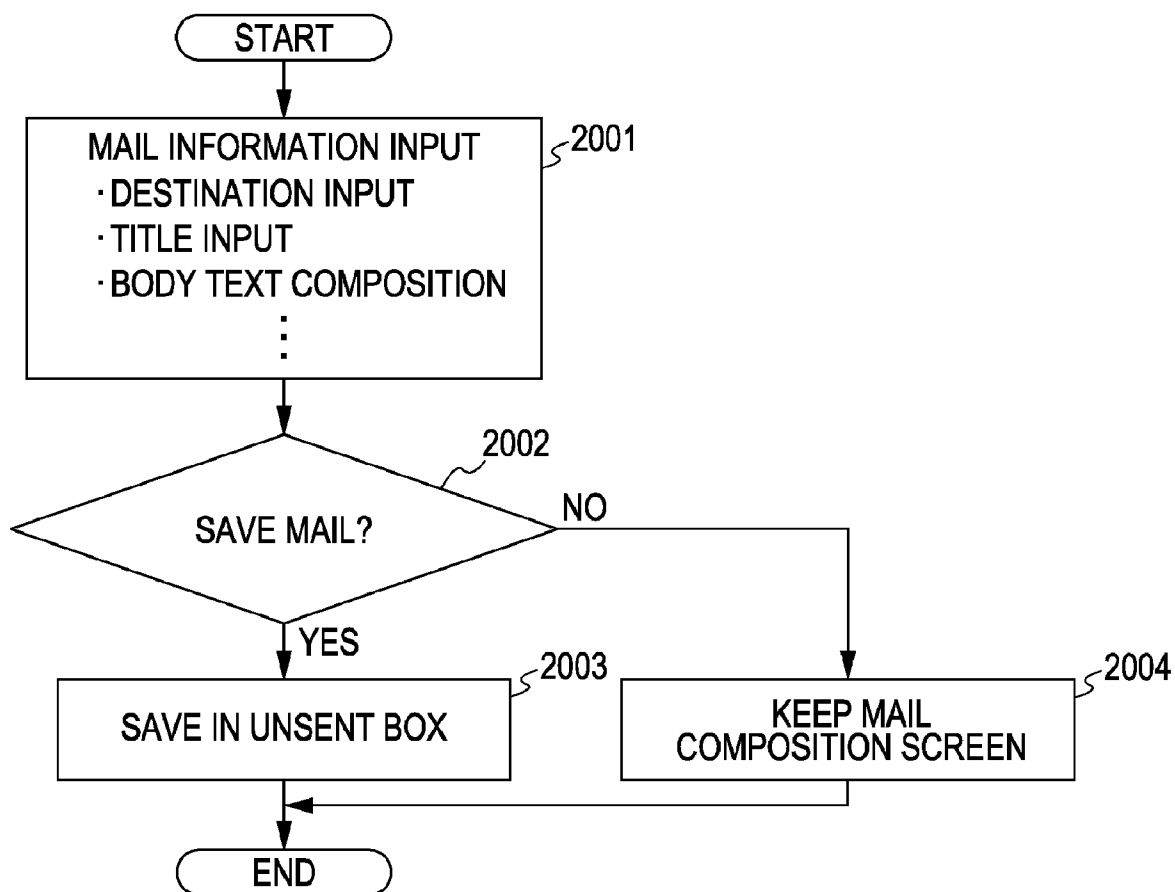 START
MAIL INFORMATION INPUT
· DESTINATION INPUT
· TITLE INPUT
· BODY TEXT COMPOSITION
⋮
2001
SAVE MAIL?
2002
NO
YES
SAVE IN UNSENT BOX
2003
KEEP MAIL
COMPOSITION SCREEN
2004
END